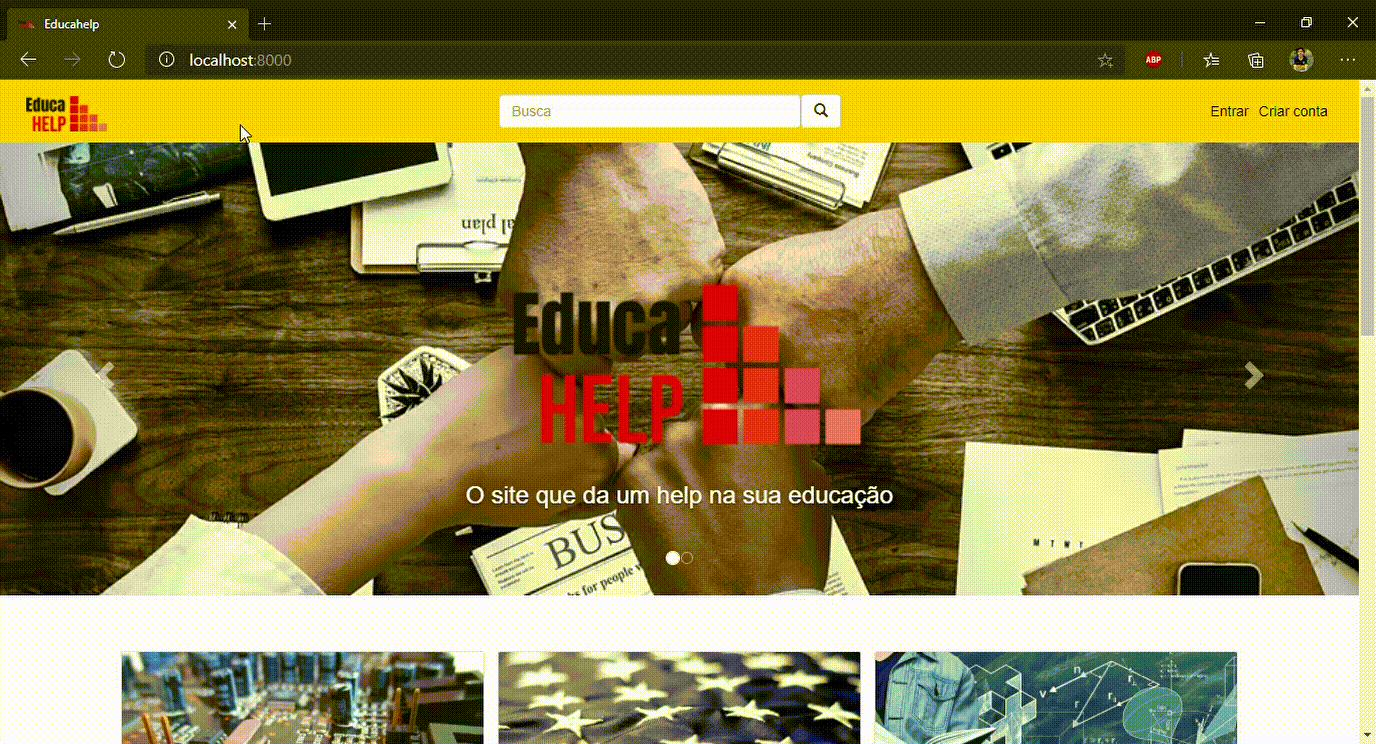 Educahelp
localhost:8000
ABP
Educa
HELP
Busca
Entrar Criar conta
al plan
Educa
HELP
O site que da um help na sua educação
BUS
for people w
M T W T